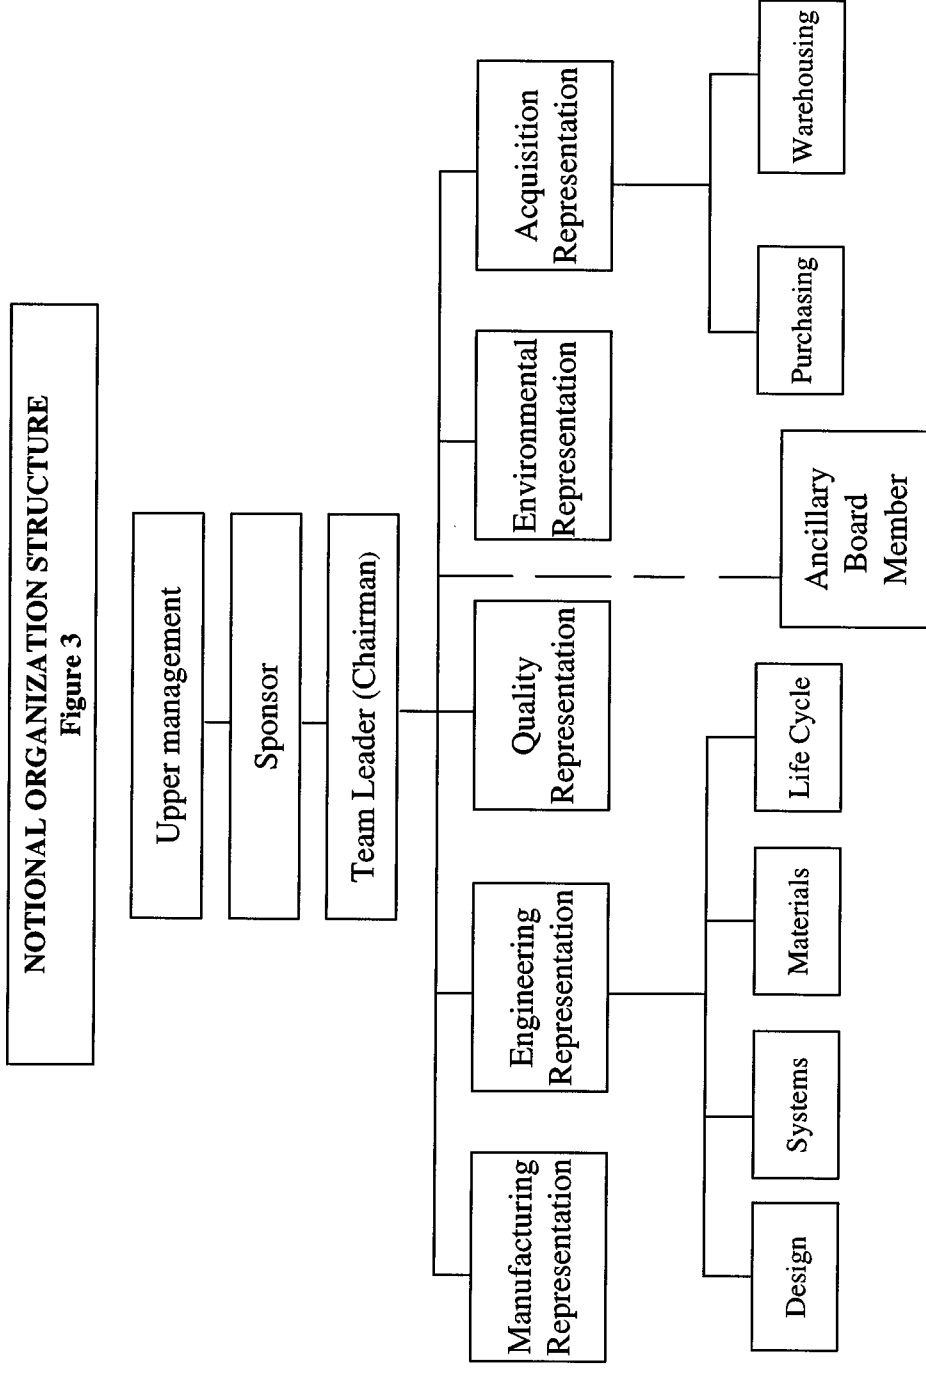 NOTIONAL ORGANIZATION STRUCTURE
Figure 3
Upper management
Sponsor
Team Leader (Chairman)
Manufacturing
Representation
Engineering
Representation
Quality
Representation
Environmental
Representation
Acquisition
Representation
Design
Systems
Materials
Life Cycle
Ancillary
Board
Member
Purchasing
Warehousing